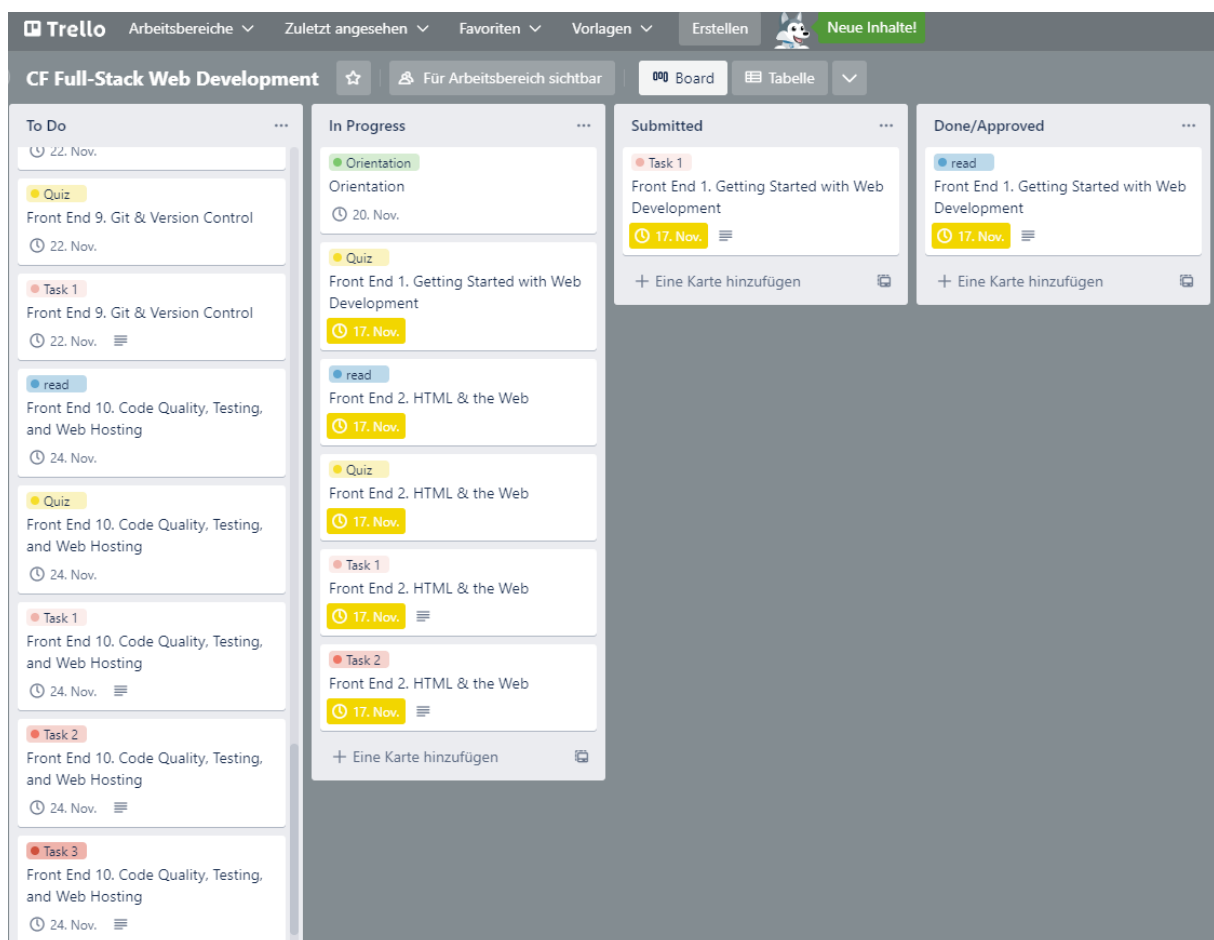 Trello Arbeitsbereiche Zuletzt angesehen Favoriten Vorlagen Erstellen Neue Inhalte!
CF Full-Stack Web Development Für Arbeitsbereich sichtbar Board Tabelle
To Do
22. Nov.
Quiz
Front End 9. Git & Version Control
22. Nov.
Task 1
Front End 9. Git & Version Control
22. Nov.
read
Front End 10. Code Quality, Testing,
and Web Hosting
24. Nov.
Quiz
Front End 10. Code Quality, Testing,
and Web Hosting
24. Nov.
Task 1
Front End 10. Code Quality, Testing,
and Web Hosting
24. Nov.
Task 2
Front End 10. Code Quality, Testing,
and Web Hosting
24. Nov.
Task 3
Front End 10. Code Quality, Testing,
and Web Hosting
24. Nov.
In Progress
Orientation
Orientation
20. Nov.
Quiz
Front End 1. Getting Started with Web
Development
17. Nov.
read
Front End 2. HTML & the Web
17. Nov.
Quiz
Front End 2. HTML & the Web
17. Nov.
Task 1
Front End 2. HTML & the Web
17. Nov.
Task 2
Front End 2. HTML & the Web
17. Nov.
+ Eine Karte hinzufügen
Submitted
Task 1
Front End 1. Getting Started with Web
Development
17. Nov.
+ Eine Karte hinzufügen
Done/Approved
read
Front End 1. Getting Started with Web
Development
17. Nov.
+ Eine Karte hinzufügen